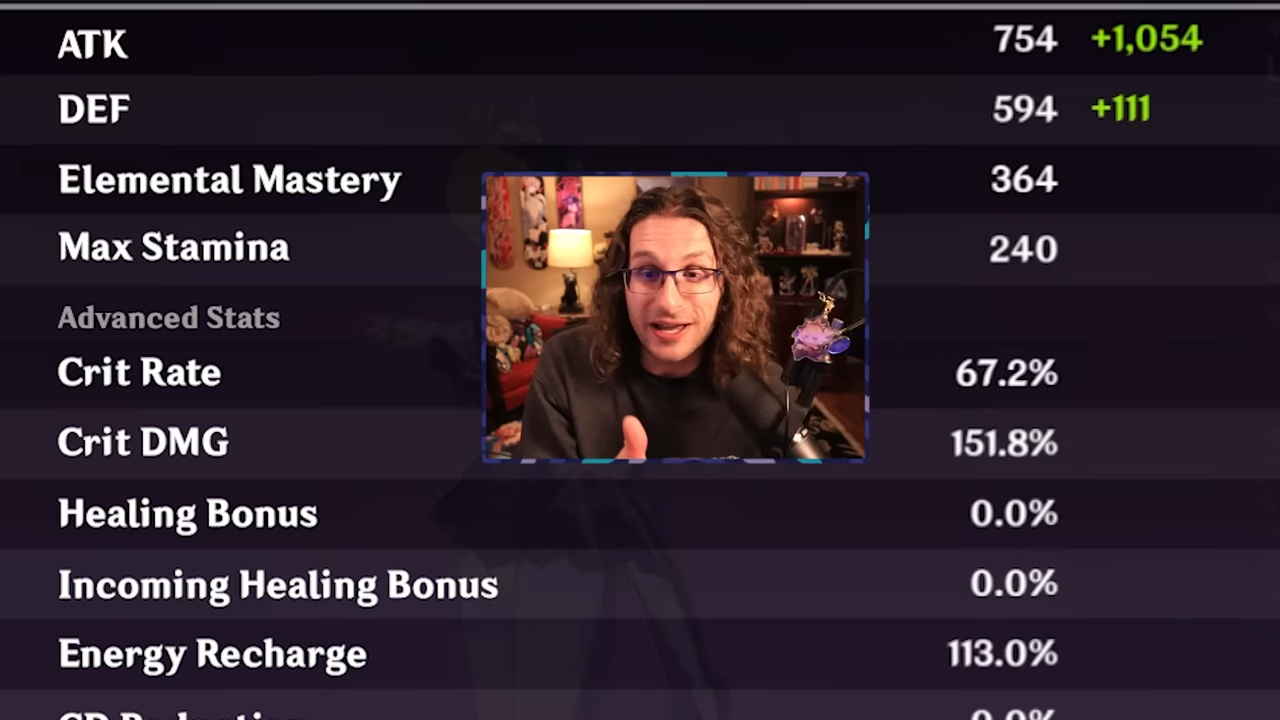 ATK 754 +1,054
DEF 594 +111
Elemental Mastery 364
Max Stamina 240
Advanced Stats
Crit Rate 67.2%
Crit DMG 151.8%
Healing Bonus 0.0%
Incoming Healing Bonus 0.0%
Energy Recharge 113.0%